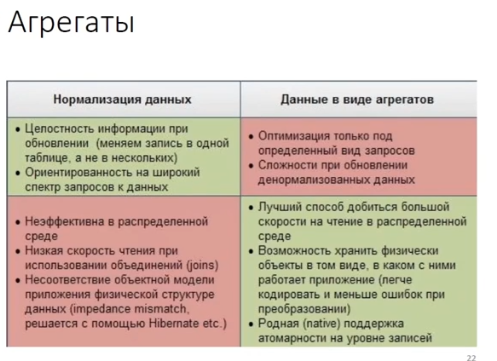 Агрегаты
Нормализация данных
Данные в виде агрегатов
• Целостность информации при
обновлении (меняем запись в одной
таблице, а не в нескольких)
• Ориентированность на широкий
спектр запросов к данных
• Оптимизация только под
определенный вид запросов
• Сложности при обновлении
денормализованных данных
• Неэффективна в распределенной
среде
• Низкая скорость чтения при
использовании объединений (joins)
• Несоответствие объектной модели
приложения физической структуре
данных (impedance mismatch,
решается с помощью Hibernate etc.)
• Лучший способ добиться большой
скорости на чтение в распределенной
среде
• Возможность хранить физически
объекты в том виде, в каком с ними
работает приложение (легче
кодировать и меньше ошибок при
преобразовании)
• Родная (native) поддержка
атомарности на уровне записей
22